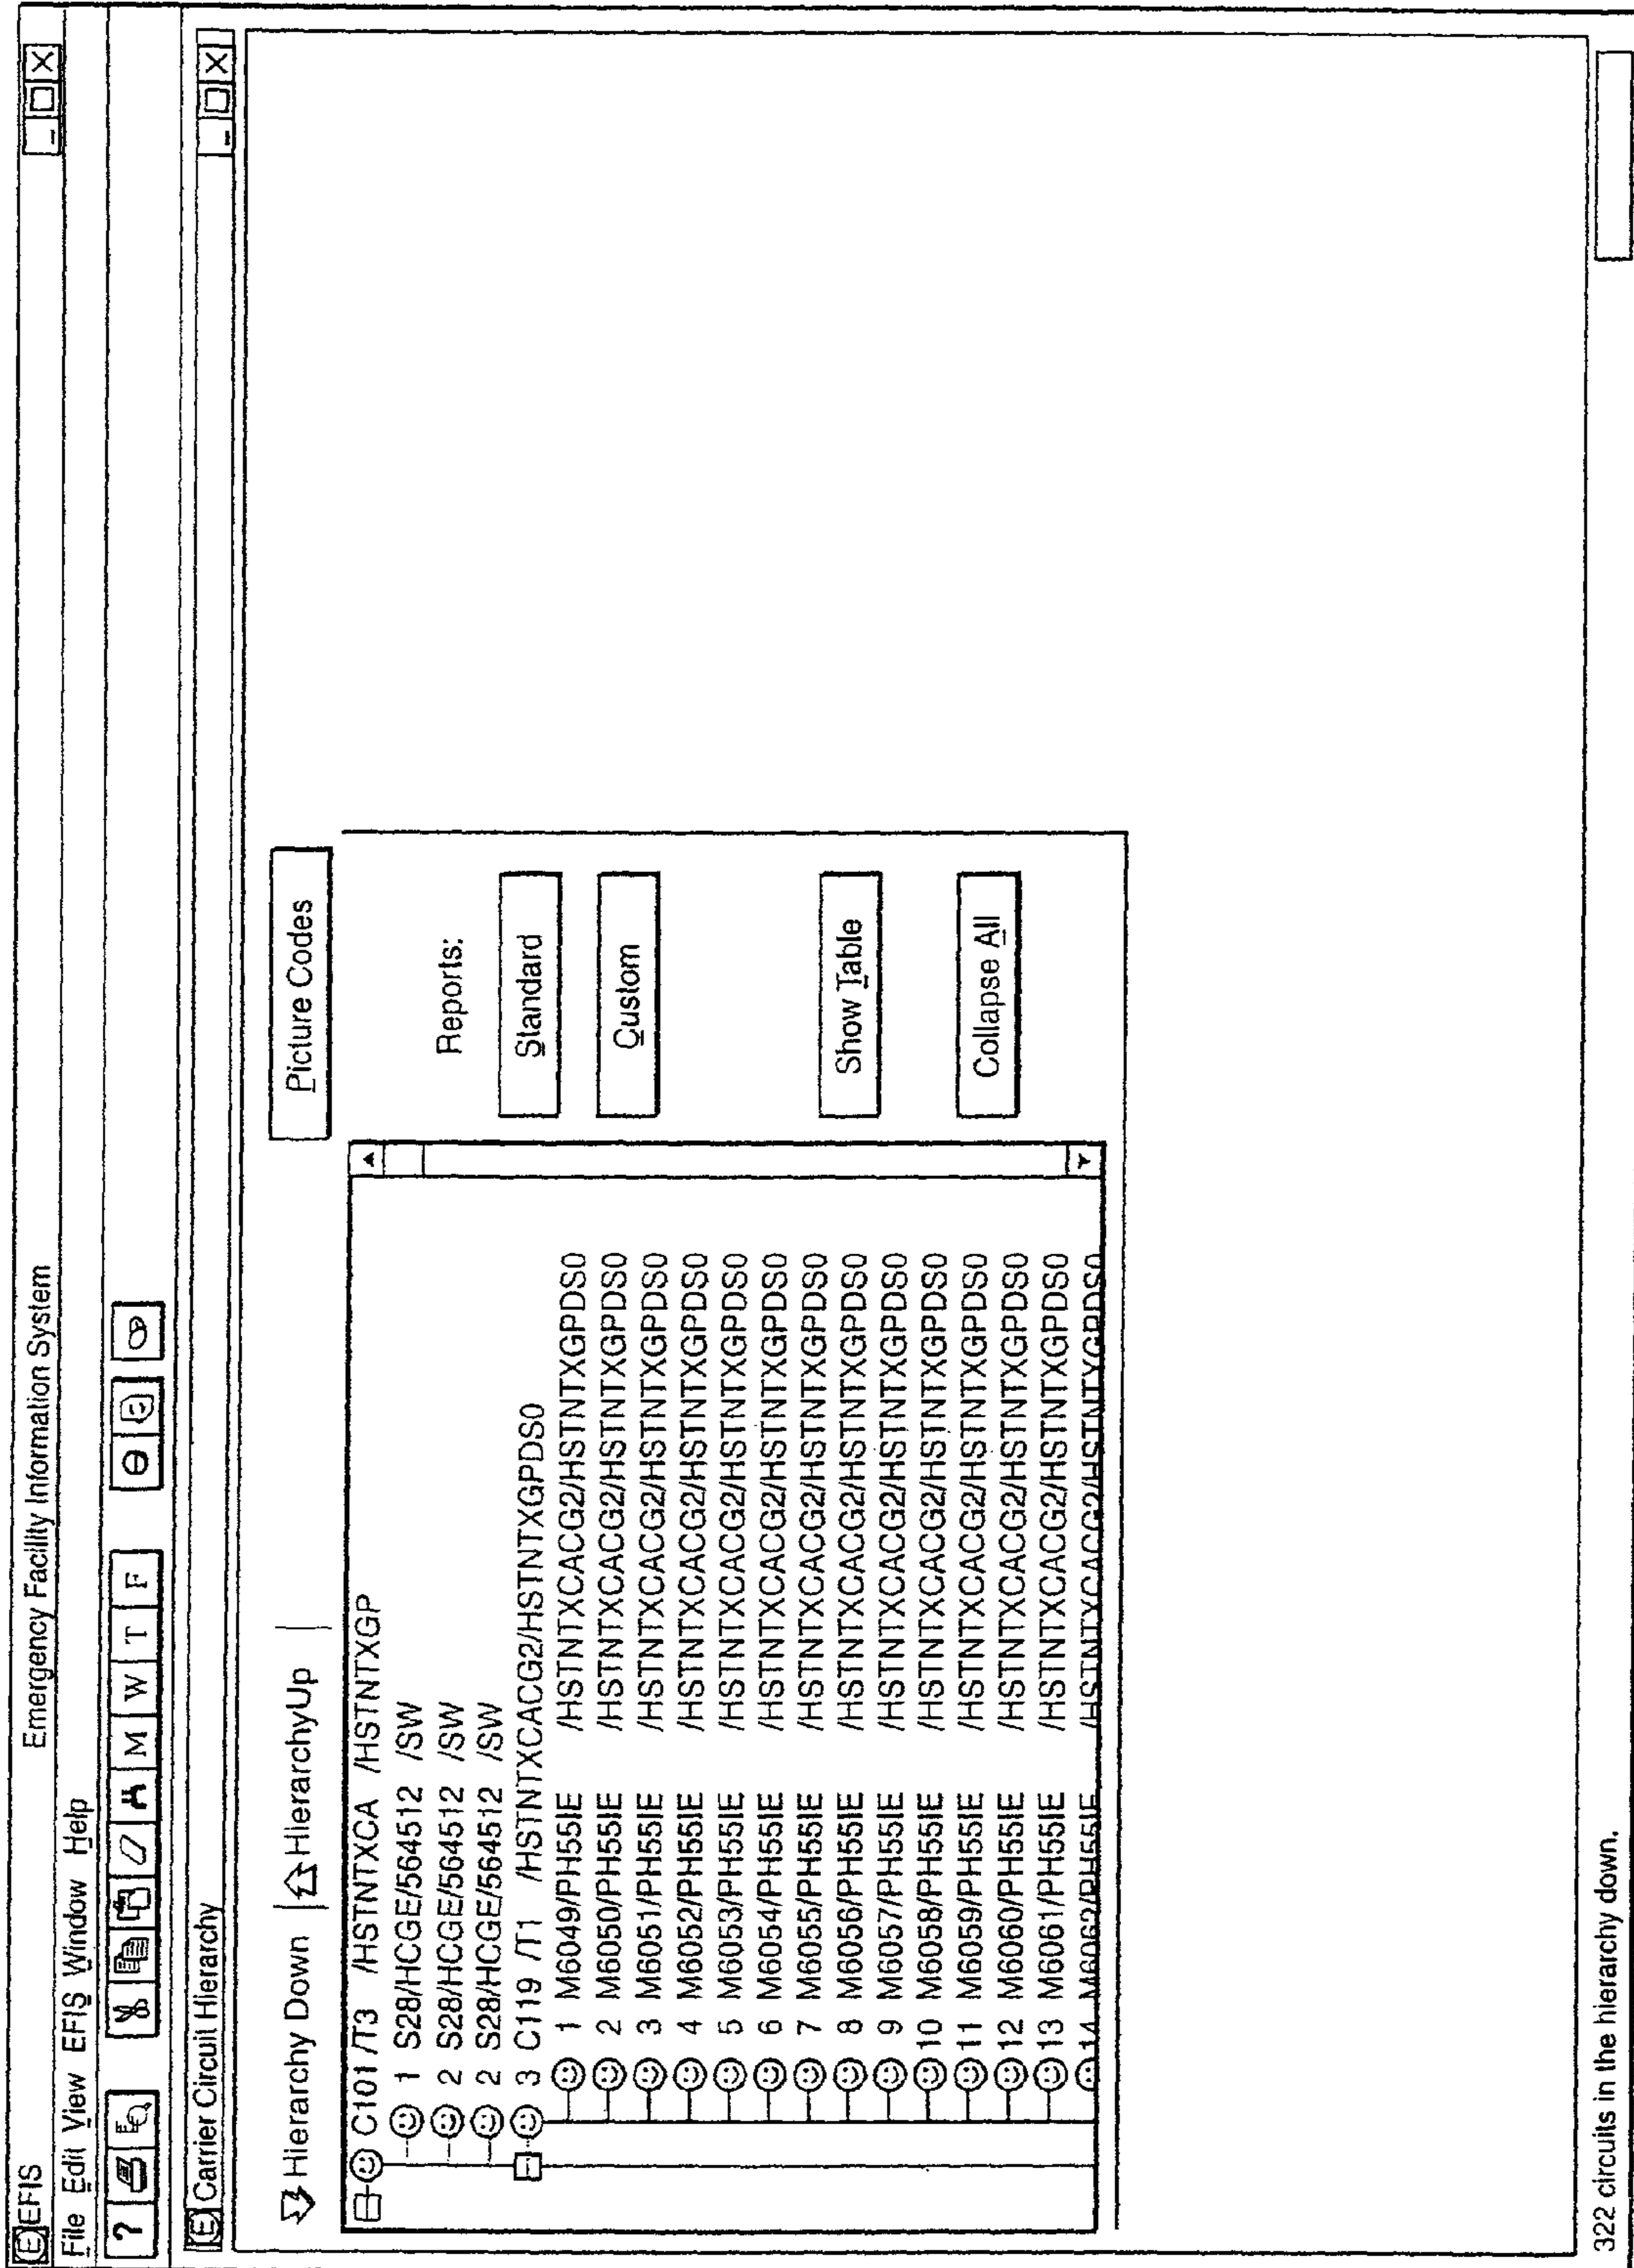 EFIS Emergency Facility Information System
File Edit View EFIS Window Help
? M W T F
Carrier Circuit Hierarchy
Hierarchy Down HierarchyUp Picture Codes
C101 /T3 /HSTNTXCA /HSTNTXGP
1 S28/HCGE/564512 /SW
2 S28/HCGE/564512 /SW
2 S28/HCGE/564512 /SW
3 C119 /T1 /HSTNTXCACG2/HSTNTXGPDS0
1 M6049/PH55IE /HSTNTXCACG2/HSTNTXGPDS0
2 M6050/PH55IE /HSTNTXCACG2/HSTNTXGPDS0
3 M6051/PH55IE /HSTNTXCACG2/HSTNTXGPDS0
4 M6052/PH55IE /HSTNTXCACG2/HSTNTXGPDS0
5 M6053/PH55IE /HSTNTXCACG2/HSTNTXGPDS0
6 M6054/PH55IE /HSTNTXCACG2/HSTNTXGPDS0
7 M6055/PH55IE /HSTNTXCACG2/HSTNTXGPDS0
8 M6056/PH55IE /HSTNTXCACG2/HSTNTXGPDS0
9 M6057/PH55IE /HSTNTXCACG2/HSTNTXGPDS0
10 M6058/PH55IE /HSTNTXCACG2/HSTNTXGPDS0
11 M6059/PH55IE /HSTNTXCACG2/HSTNTXGPDS0
12 M6060/PH55IE /HSTNTXCACG2/HSTNTXGPDS0
13 M6061/PH55IE /HSTNTXCACG2/HSTNTXGPDS0
14 M6062/PH55IE /HSTNTXCACG2/HSTNTXGPDS0
Reports:
Standard
Custom
Show Table
Collapse All
322 circuits in the hierarchy down.